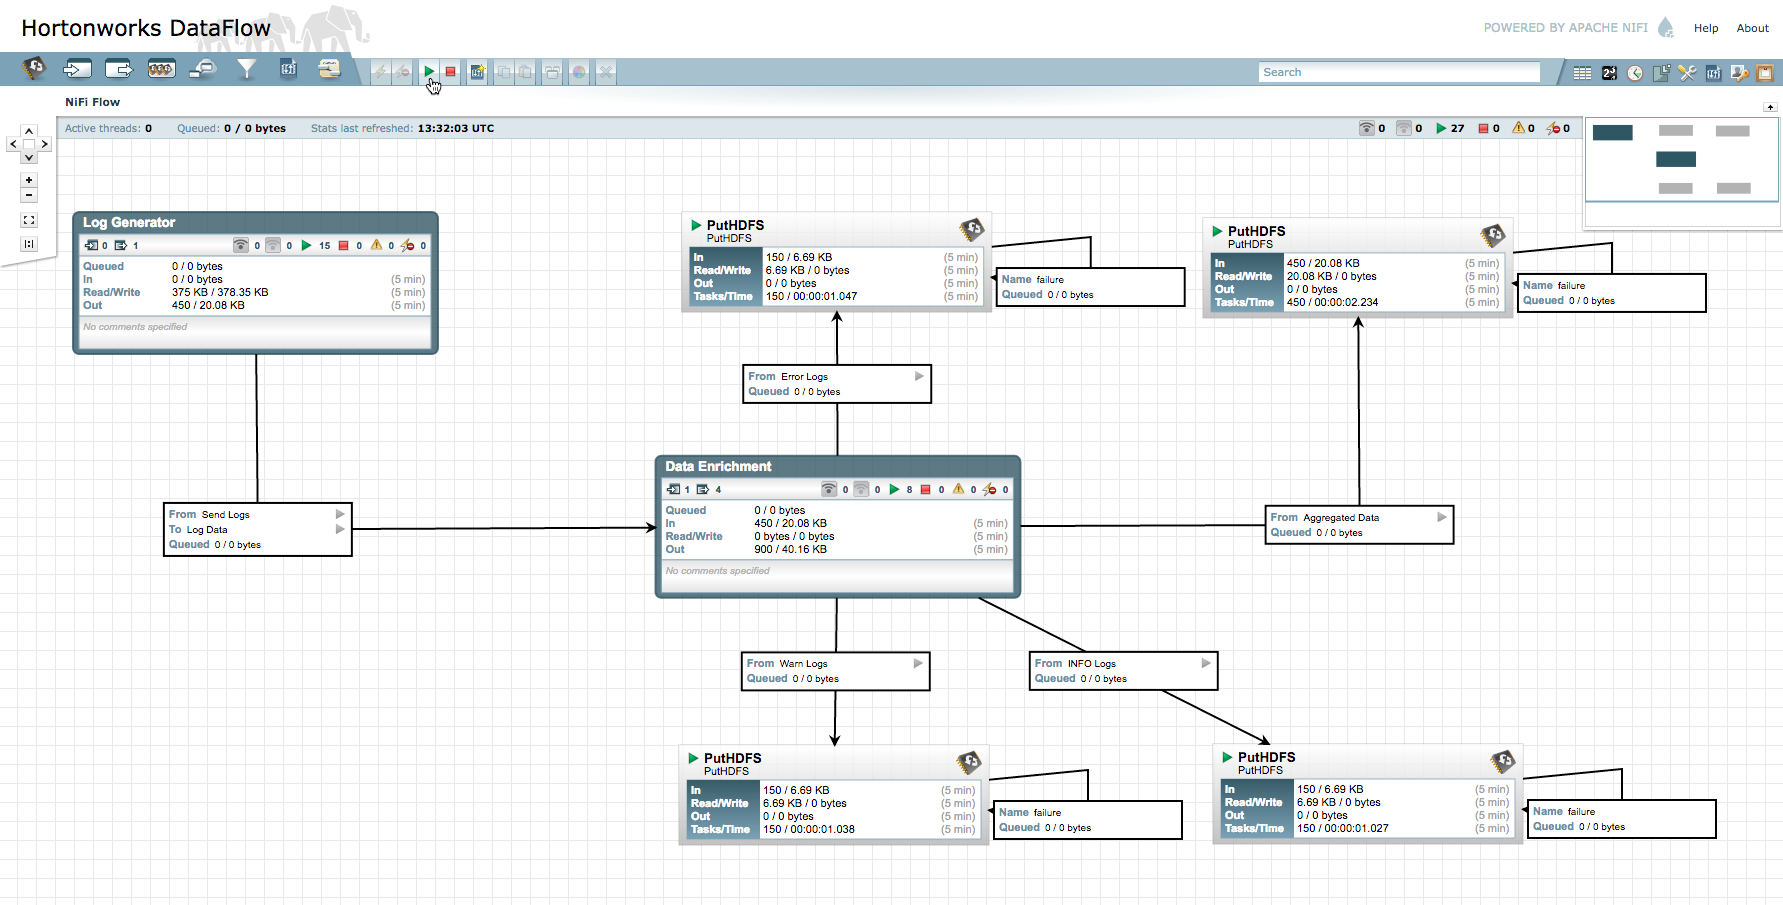 Hortonworks DataFlow
POWERED BY APACHE NIFI
Help
About
Search
NiFi Flow
Active threads: 0
Queued: 0 / 0 bytes
Stats last refreshed: 13:32:03 UTC
0 0 27 0 0 0
Log Generator
0 1 0 0 15 0 0 0
Queued 0 / 0 bytes
In 0 / 0 bytes (5 min)
Read/Write 375 KB / 378.35 KB (5 min)
Out 450 / 20.08 KB (5 min)
No comments specified
PutHDFS
PutHDFS
In 150 / 6.69 KB (5 min)
Read/Write 6.69 KB / 0 bytes (5 min)
Out 0 / 0 bytes (5 min)
Tasks/Time 150 / 00:00:01.047 (5 min)
Name failure
Queued 0 / 0 bytes
PutHDFS
PutHDFS
In 450 / 20.08 KB (5 min)
Read/Write 20.08 KB / 0 bytes (5 min)
Out 0 / 0 bytes (5 min)
Tasks/Time 450 / 00:00:02.234 (5 min)
Name failure
Queued 0 / 0 bytes
From Error Logs
Queued 0 / 0 bytes
Data Enrichment
1 4 0 0 8 0 0 0
Queued 0 / 0 bytes
In 450 / 20.08 KB (5 min)
Read/Write 0 bytes / 0 bytes (5 min)
Out 900 / 40.16 KB (5 min)
No comments specified
From Send Logs
To Log Data
Queued 0 / 0 bytes
From Aggregated Data
Queued 0 / 0 bytes
From Warn Logs
Queued 0 / 0 bytes
From INFO Logs
Queued 0 / 0 bytes
PutHDFS
PutHDFS
In 150 / 6.69 KB (5 min)
Read/Write 6.69 KB / 0 bytes (5 min)
Out 0 / 0 bytes (5 min)
Tasks/Time 150 / 00:00:01.038 (5 min)
Name failure
Queued 0 / 0 bytes
PutHDFS
PutHDFS
In 150 / 6.69 KB (5 min)
Read/Write 6.69 KB / 0 bytes (5 min)
Out 0 / 0 bytes (5 min)
Tasks/Time 150 / 00:00:01.027 (5 min)
Name failure
Queued 0 / 0 bytes